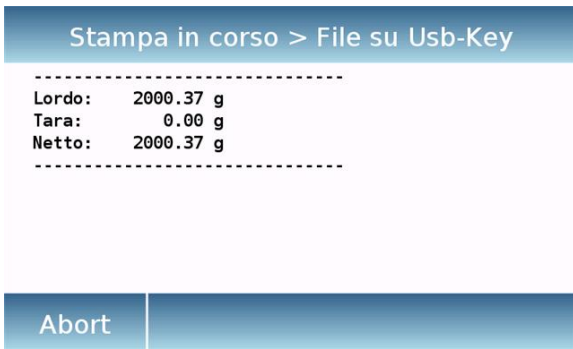 Stampa in corso > File su Usb-Key
-------------------------------
Lordo:    2000.37 g
Tara:        0.00 g
Netto:    2000.37 g
-------------------------------
Abort